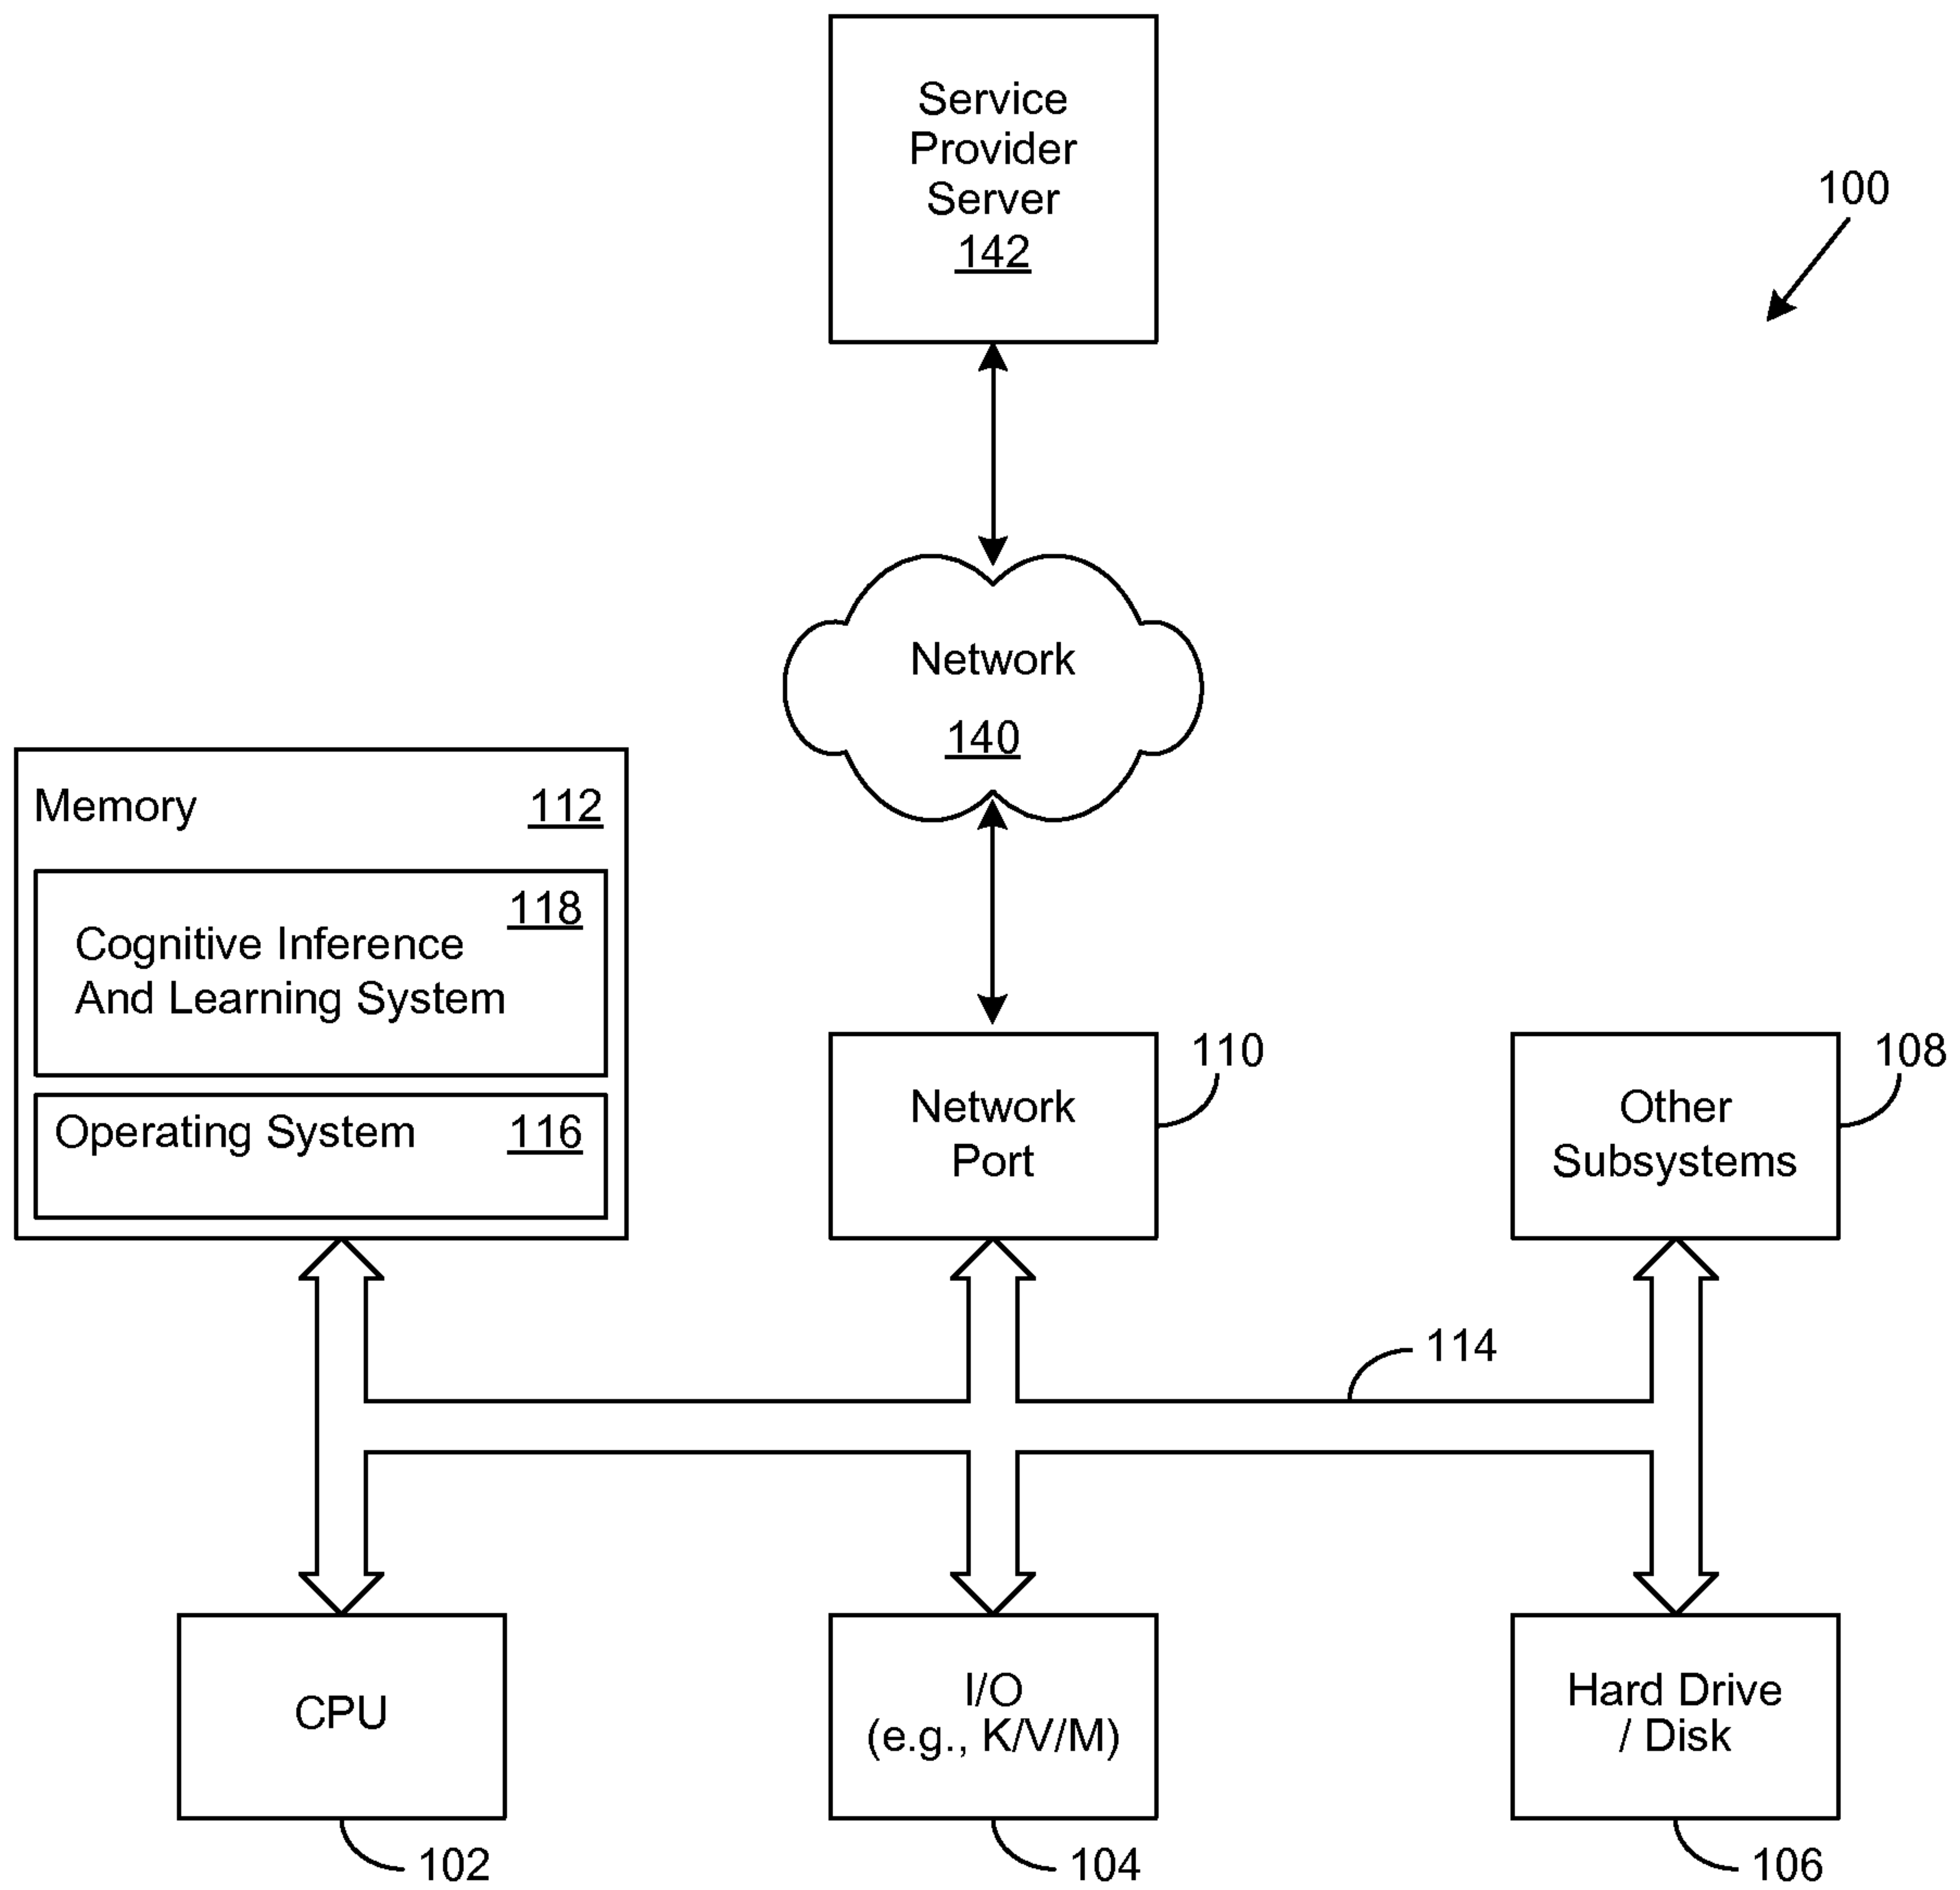 Service
Provider
Server
142
100
Network
140
Memory 112
118
Cognitive Inference
And Learning System
Operating System 116
Network
Port
110
Other
Subsystems
108
114
CPU
102
I/O
(e.g., K/V/M)
104
Hard Drive
/ Disk
106